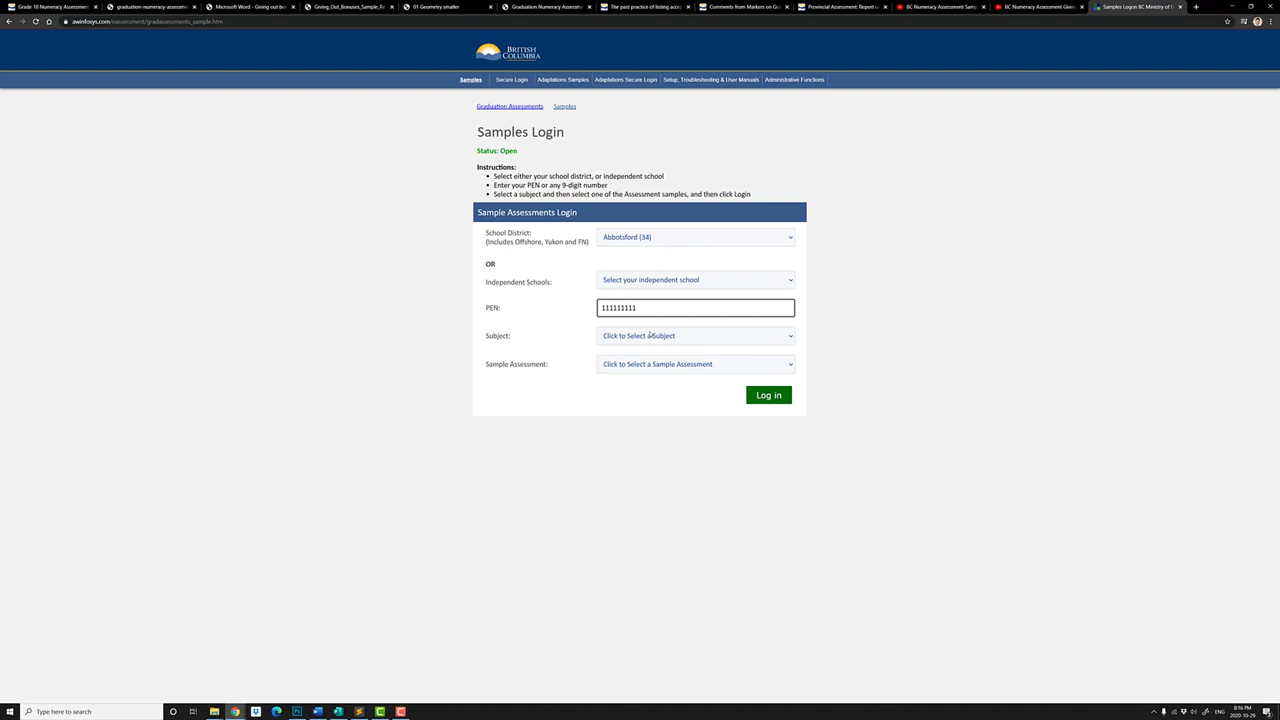 Grade 10 Numeracy Assessment
graduation-numeracy-assessm
Microsoft Word - Giving out bon
Giving_Out_Bonuses_Sample_Re
01 Geometry smaller
Graduation Numeracy Assessm
The past practice of listing accep
Comments from Markers on Gra
Provincial Assessment: Report o
BC Numeracy Assessment Samp
BC Numeracy Assessment Givin
Samples Logon BC Ministry of E
awinfosys.com/eassessment/gradassessments_sample.htm
BRITISH
COLUMBIA
Samples Secure Login Adaptations Samples Adaptations Secure Login Setup, Troubleshooting & User Manuals Administrative Functions
Graduation Assessments Samples
Samples Login
Status: Open
Instructions:
• Select either your school district, or independent school
• Enter your PEN or any 9-digit number
• Select a subject and then select one of the Assessment samples, and then click Login
Sample Assessments Login
School District: Abbotsford (34)
(Includes Offshore, Yukon and FN)
OR
Independent Schools: Select your independent school
PEN: 111111111
Subject: Click to Select a Subject
Sample Assessment: Click to Select a Sample Assessment
Log in
Type here to search
ENG
8:16 PM
2020-10-29